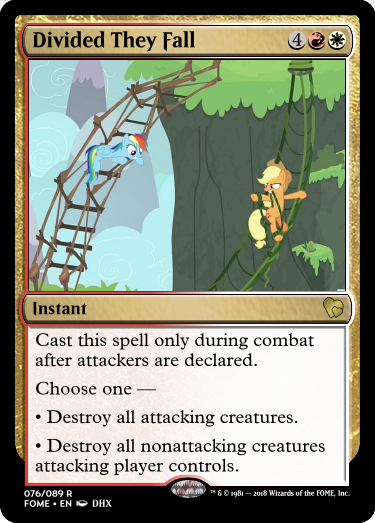 Divided They Fall 4
Instant
Cast this spell only during combat
after attackers are declared.
Choose one —
• Destroy all attacking creatures.
• Destroy all nonattacking creatures
attacking player controls.
076/089 R
FOME • EN DHX
™ & © 1981 — 2018 Wizards of the FOME, Inc.